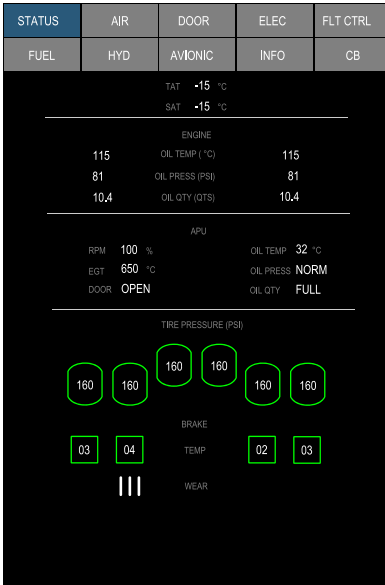 STATUS AIR DOOR ELEC FLT CTRL
FUEL HYD AVIONIC INFO CB
TAT -15 °C
SAT -15 °C
ENGINE
115 OIL TEMP ( °C) 115
81 OIL PRESS (PSI) 81
10.4 OIL QTY (QTS) 10.4
APU
RPM 100 % OIL TEMP 32 °C
EGT 650 °C OIL PRESS NORM
DOOR OPEN OIL QTY FULL
TIRE PRESSURE (PSI)
160 160 160 160 160 160
BRAKE
03 04 TEMP 02 03
WEAR